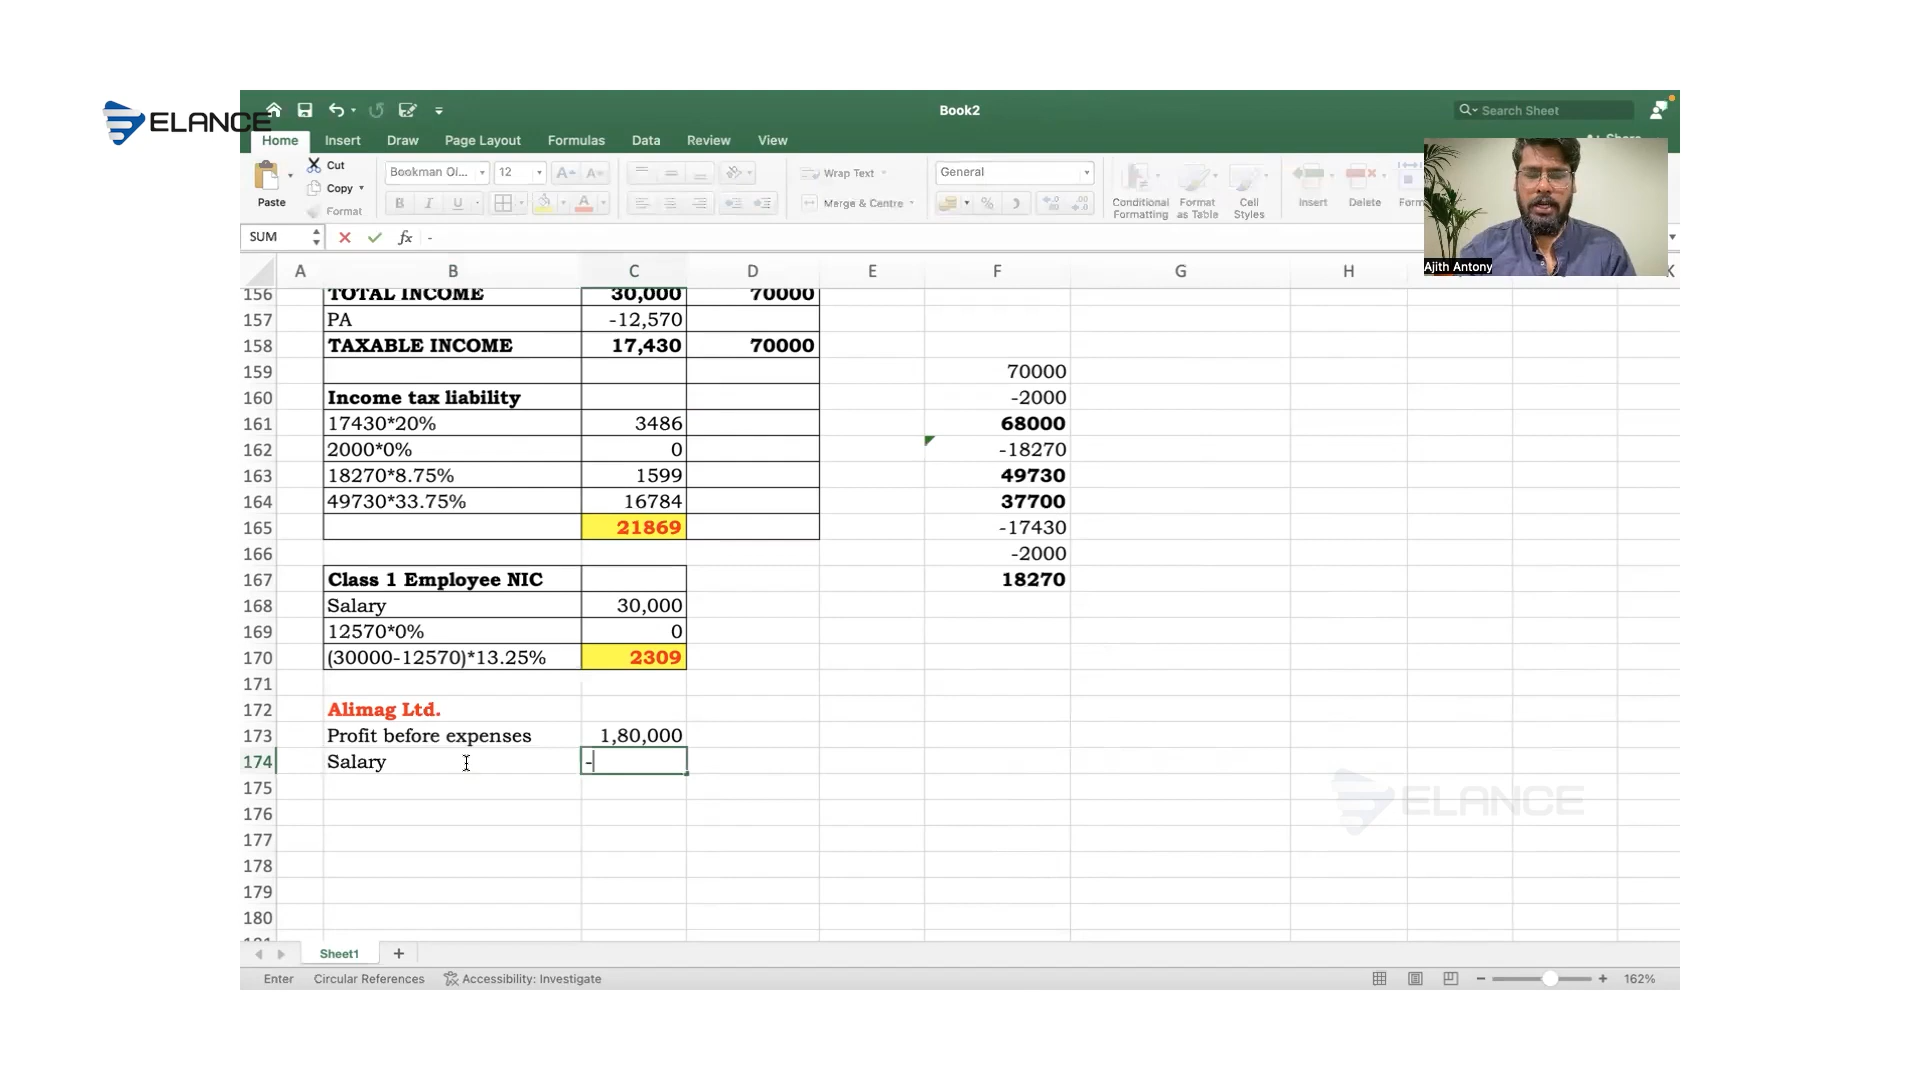 ELANCE
Book2
Search Sheet
Home Insert Draw Page Layout Formulas Data Review View
Paste
Cut
Copy
Format
Bookman Ol... 12
B I U
Wrap Text
Merge & Centre
General
Conditional Formatting
Format as Table
Cell Styles
Insert
Delete
Ajith Antony
SUM fx -
A B C D E F G H K
156 TOTAL INCOME 30,000 70000
157 PA -12,570
158 TAXABLE INCOME 17,430 70000
159 70000
160 Income tax liability -2000
161 17430*20% 3486 68000
162 2000*0% 0 -18270
163 18270*8.75% 1599 49730
164 49730*33.75% 16784 37700
165 21869 -17430
166 -2000
167 Class 1 Employee NIC 18270
168 Salary 30,000
169 12570*0% 0
170 (30000-12570)*13.25% 2309
171
172 Alimag Ltd.
173 Profit before expenses 1,80,000
174 Salary -
175
176
177
178
179
180
ELANCE
Sheet1 +
Enter Circular References Accessibility: Investigate 162%